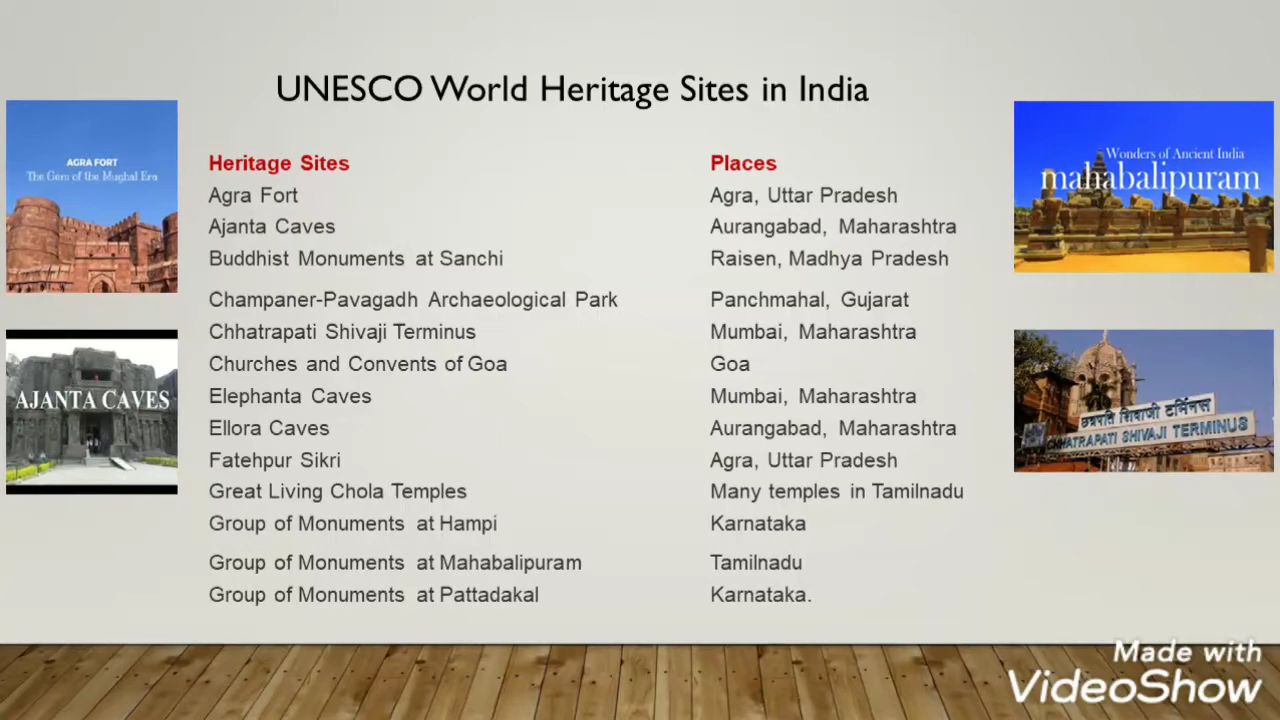 UNESCO World Heritage Sites in India
AGRA FORT
The Gem of the Mughal Era
AJANTA CAVES
Heritage Sites Places
Agra Fort Agra, Uttar Pradesh
Ajanta Caves Aurangabad, Maharashtra
Buddhist Monuments at Sanchi Raisen, Madhya Pradesh
Champaner-Pavagadh Archaeological Park Panchmahal, Gujarat
Chhatrapati Shivaji Terminus Mumbai, Maharashtra
Churches and Convents of Goa Goa
Elephanta Caves Mumbai, Maharashtra
Ellora Caves Aurangabad, Maharashtra
Fatehpur Sikri Agra, Uttar Pradesh
Great Living Chola Temples Many temples in Tamilnadu
Group of Monuments at Hampi Karnataka
Group of Monuments at Mahabalipuram Tamilnadu
Group of Monuments at Pattadakal Karnataka.
Wonders of Ancient India
mahabalipuram
छत्रपति शिवाजी टर्मिनस
CHHATRAPATI SHIVAJI TERMINUS
Made with
VideoShow